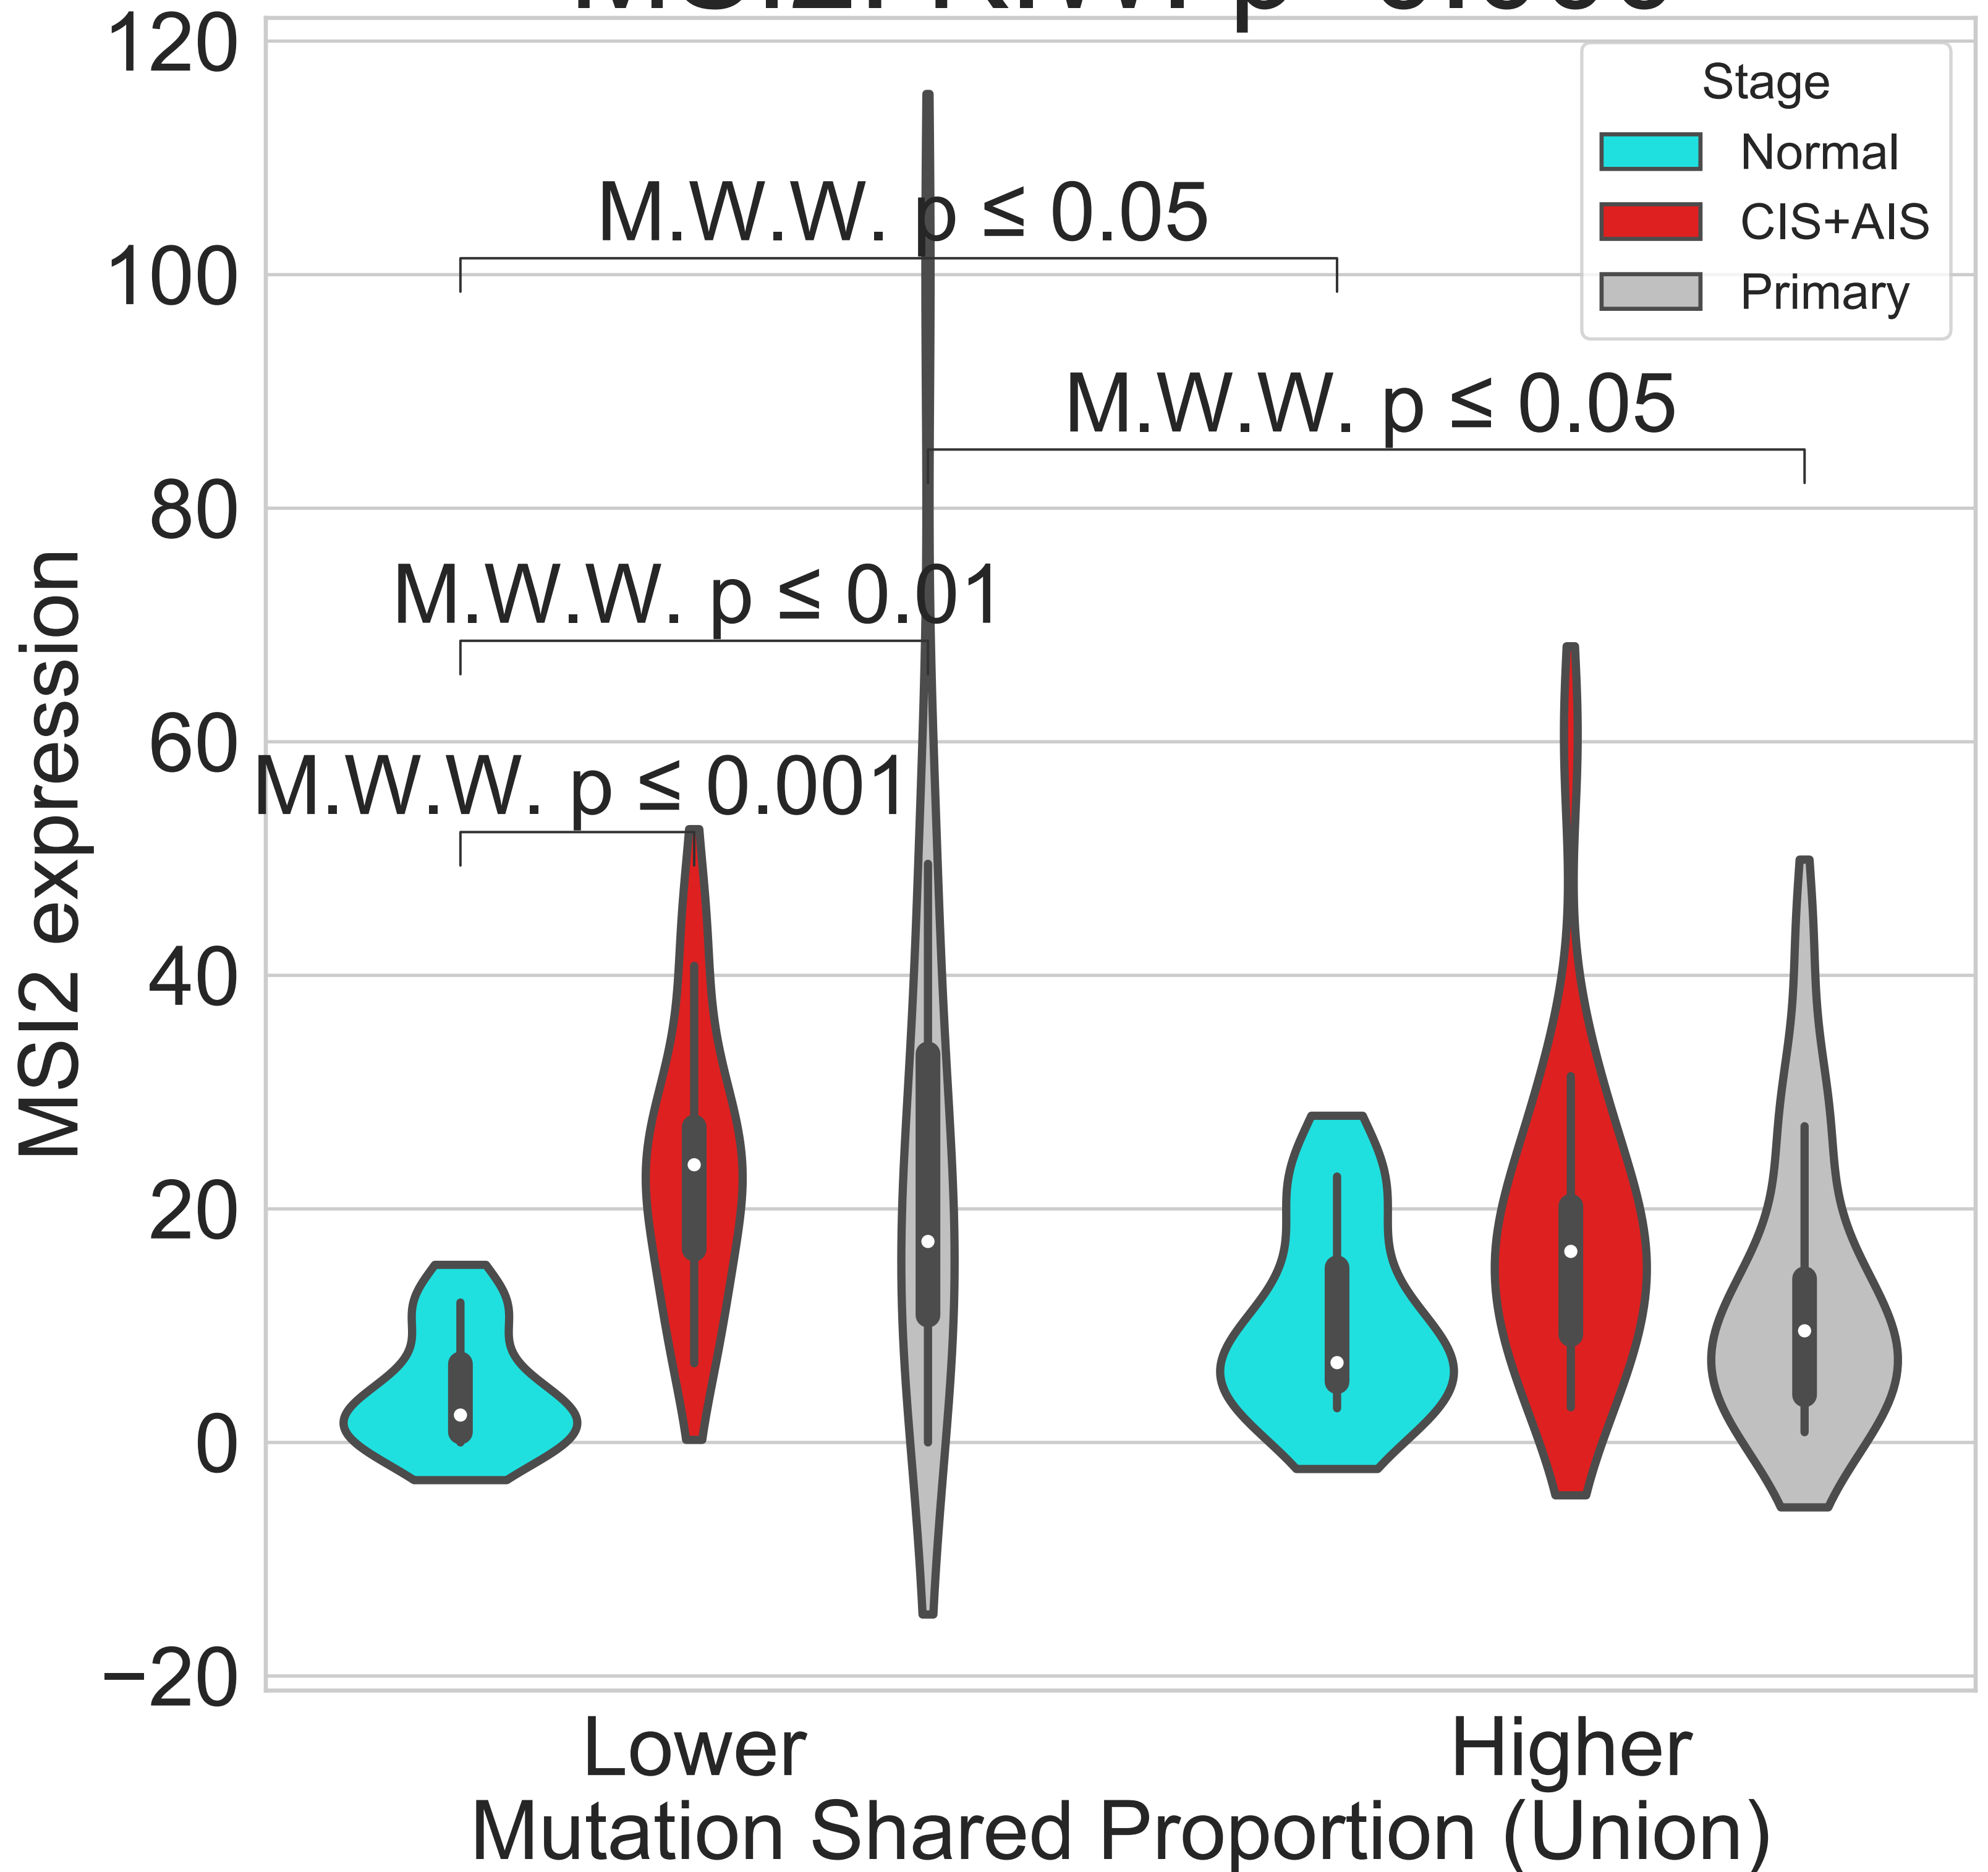 120
100
80
60
40
20
0
−20
MSI2 expression
Stage
Normal
CIS+AIS
Primary
M.W.W. p ≤ 0.05
M.W.W. p ≤ 0.05
M.W.W. p ≤ 0.01
M.W.W. p ≤ 0.001
Lower
Higher
Mutation Shared Proportion (Union)